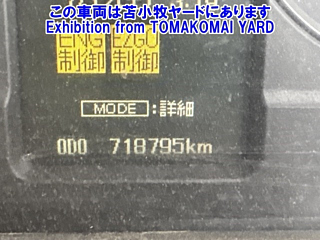 この車両は苫小牧ヤードにあります
Exhibition from TOMAKOMAI YARD
ENG EZGO
制御 制御
MODE:詳細
ODO 718795km